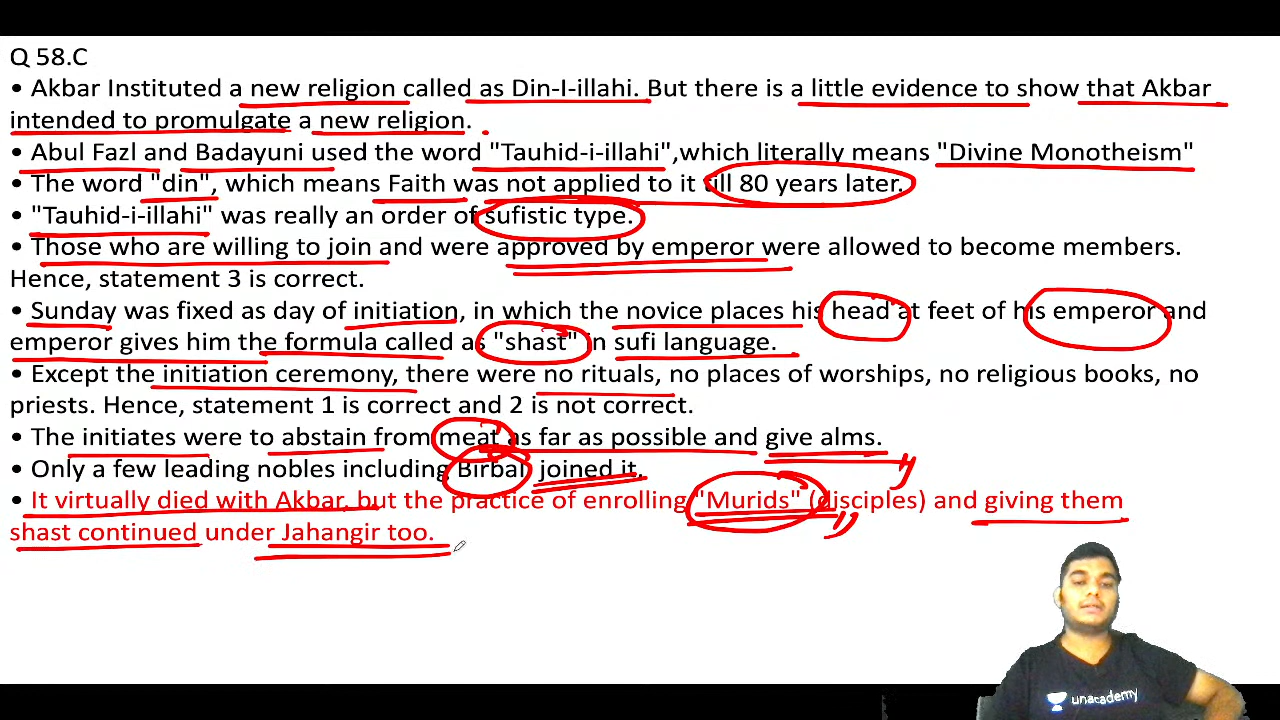 Q 58.C
• Akbar Instituted a new religion called as Din-I-illahi. But there is a little evidence to show that Akbar
intended to promulgate a new religion.
• Abul Fazl and Badayuni used the word "Tauhid-i-illahi",which literally means "Divine Monotheism"
• The word "din", which means Faith was not applied to it till 80 years later.
• "Tauhid-i-illahi" was really an order of sufistic type.
• Those who are willing to join and were approved by emperor were allowed to become members.
Hence, statement 3 is correct.
• Sunday was fixed as day of initiation, in which the novice places his head at feet of his emperor and
emperor gives him the formula called as "shast" in sufi language.
• Except the initiation ceremony, there were no rituals, no places of worships, no religious books, no
priests. Hence, statement 1 is correct and 2 is not correct.
• The initiates were to abstain from meat as far as possible and give alms.
• Only a few leading nobles including Birbal joined it.
• It virtually died with Akbar, but the practice of enrolling "Murids" (disciples) and giving them
shast continued under Jahangir too.
unacademy